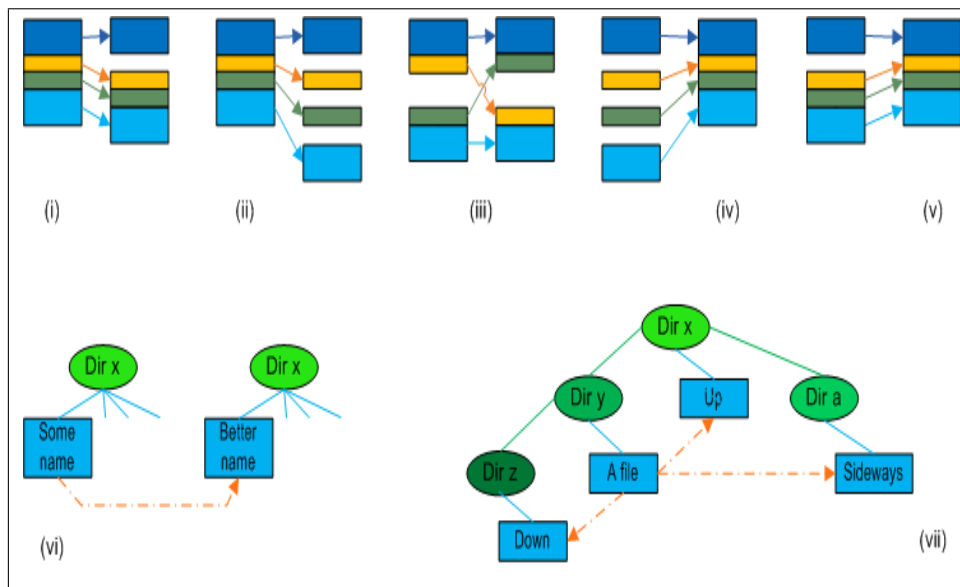 (i)
(ii)
(iii)
(iv)
(v)
Dir x
Some
name
Dir x
Better
name
(vi)
Dir x
Dir y
Up
Dir a
Dir z
A file
Sideways
Down
(vii)